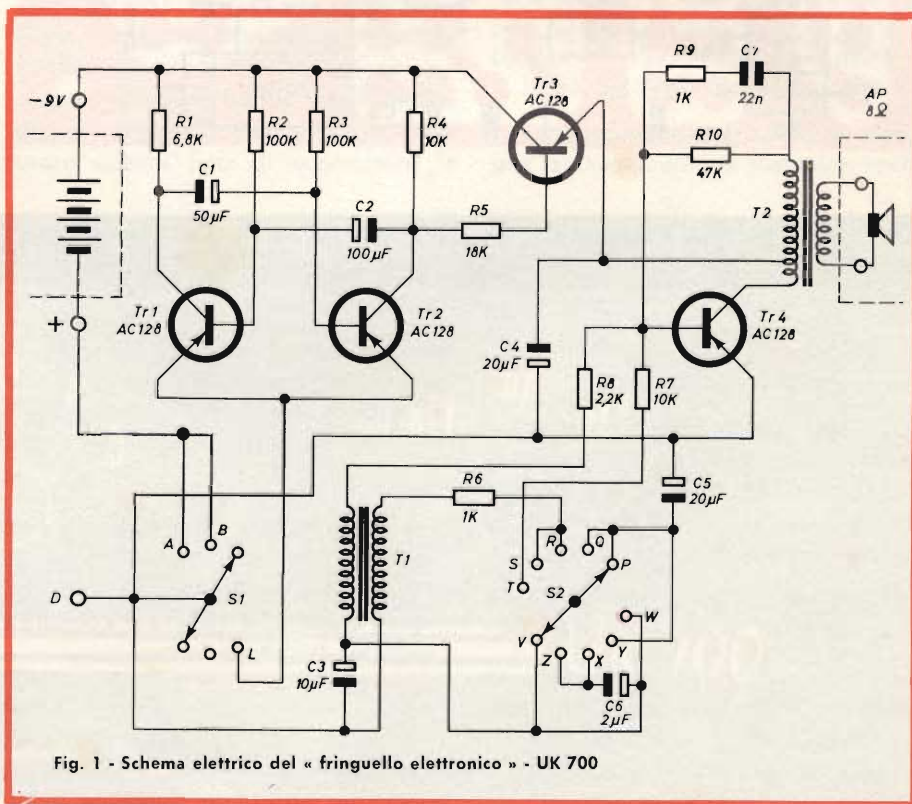 -9V
R1
6,8K
R2
100K
R3
100K
R4
10K
C1
50µF
C2
100µF
R5
18K
Tr3
AC128
R9
1K
C7
22n
R10
47K
AP
8Ω
T2
+
Tr1
AC128
Tr2
AC128
C4
20µF
R8
2,2K
R7
10K
Tr4
AC128
A
B
D
S1
L
T1
C3
10µF
R6
1K
C5
20µF
S
R
Q
P
T
S2
W
V
Z
X
Y
C6
2µF
Fig. 1 - Schema elettrico del « fringuello elettronico » - UK 700